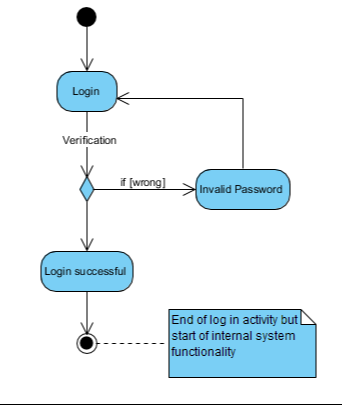 Login
Verification
if [wrong]
Invalid Password
Login successful
End of log in activity but
start of internal system
functionality